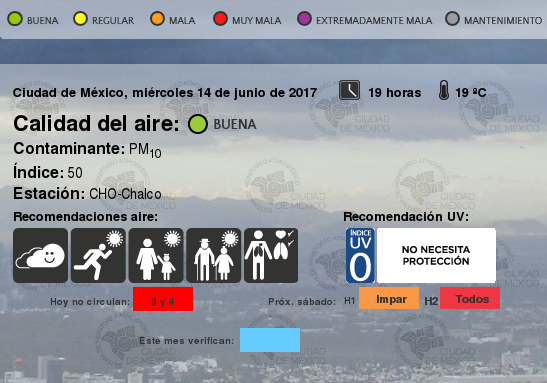 BUENA REGULAR MALA MUY MALA EXTREMADAMENTE MALA MANTENIMIENTO
Ciudad de México, miércoles 14 de junio de 2017 19 horas 19 ºC
Calidad del aire: BUENA
Contaminante: PM10
Índice: 50
Estación: CHO-Chalco
Recomendaciones aire: Recomendación UV:
ÍNDICE
UV
0
NO NECESITA
PROTECCIÓN
Hoy no circulan: 3 y 4 Próx. sábado: H1 Impar H2 Todos
Este mes verifican: